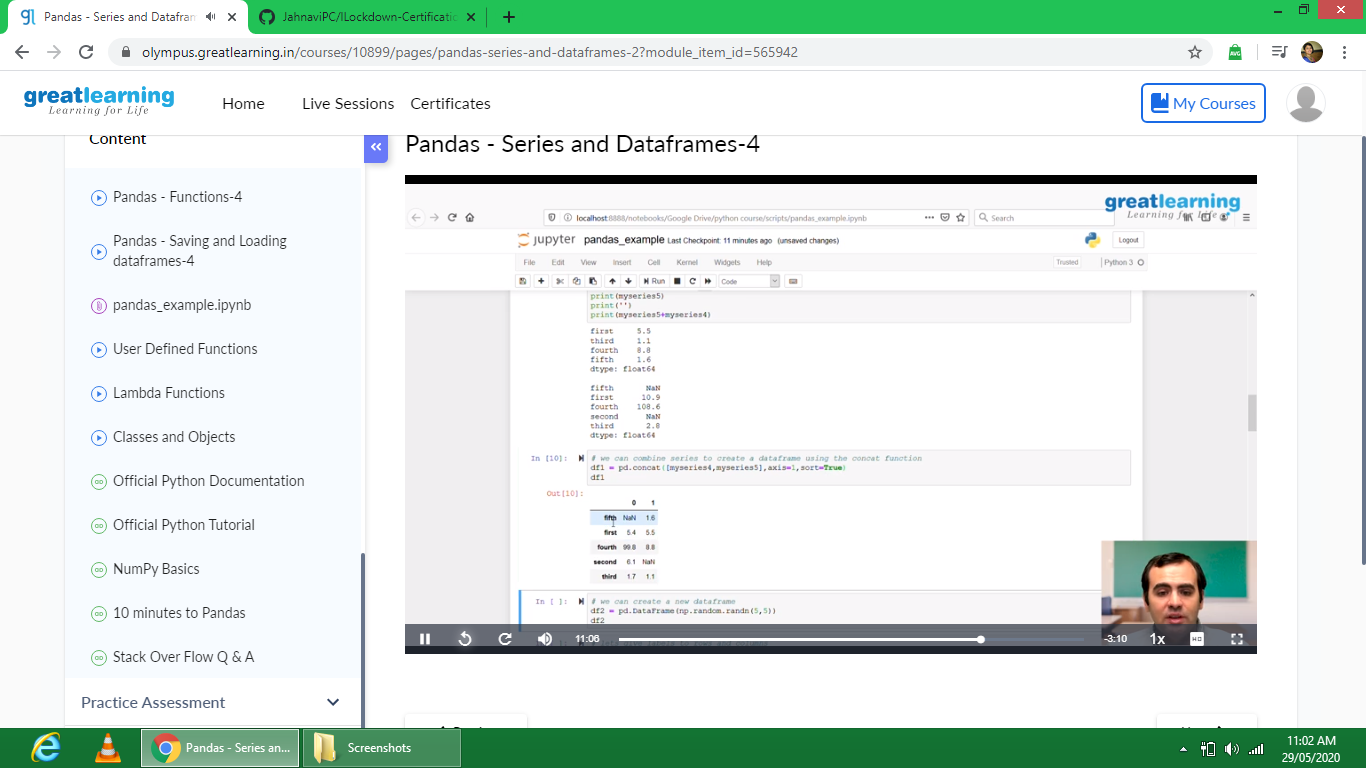 Pandas - Series and Datafran
JahnaviPC/ILockdown-Certificatic
olympus.greatlearning.in/courses/10899/pages/pandas-series-and-dataframes-2?module_item_id=565942
AVG
greatlearning
Learning for Life
Home
Live Sessions
Certificates
My Courses
Content
Pandas - Functions-4
Pandas - Saving and Loading
dataframes-4
pandas_example.ipynb
User Defined Functions
Lambda Functions
Classes and Objects
Official Python Documentation
Official Python Tutorial
NumPy Basics
10 minutes to Pandas
Stack Over Flow Q & A
Practice Assessment
Pandas - Series and Dataframes-4
greatlearning
Learning for Life
localhost:8888/notebooks/Google Drive/python course/scripts/pandas_example.ipynb
Search
jupyter pandas_example Last Checkpoint: 11 minutes ago (unsaved changes)
Logout
File Edit View Insert Cell Kernel Widgets Help
Trusted
Python 3
Run
Code
print(myseries5)
print('')
print(myseries5+myseries4)
first 5.5
third 1.1
fourth 8.8
fifth 1.6
dtype: float64
fifth NaN
first 10.9
fourth 108.6
second NaN
third 2.8
dtype: float64
In [10]:
# we can combine series to create a dataframe using the concat function
df1 = pd.concat([myseries4,myseries5],axis=1,sort=True)
df1
Out[10]:
0 1
fifth NaN 1.6
first 5.4 5.5
fourth 99.8 8.8
second 6.1 NaN
third 1.7 1.1
In [ ]:
# we can create a new dataframe
df2 = pd.DataFrame(np.random.randn(5,5))
df2
11:06
-3:10
1x
HD
Pandas - Series an...
Screenshots
11:02 AM
29/05/2020